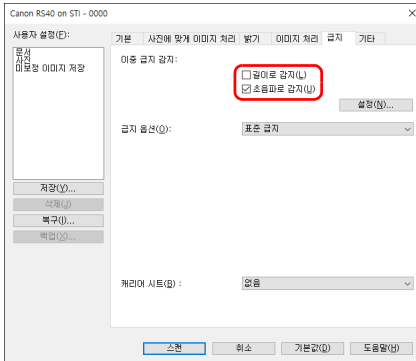 Canon RS40 on STI - 0000
사용자 설정(F):
문서
사진
미보정 이미지 저장
저장(Y)...
삭제(J)
복구(I)...
백업(X)...
기본 사진에 맞게 이미지 처리 밝기 이미지 처리 급지 기타
이중 급지 감지:
길이로 감지(L)
초음파로 감지(U)
설정(N)...
급지 옵션(O): 표준 급지
캐리어 시트(B) : 없음
스캔 취소 기본값(D) 도움말(H)